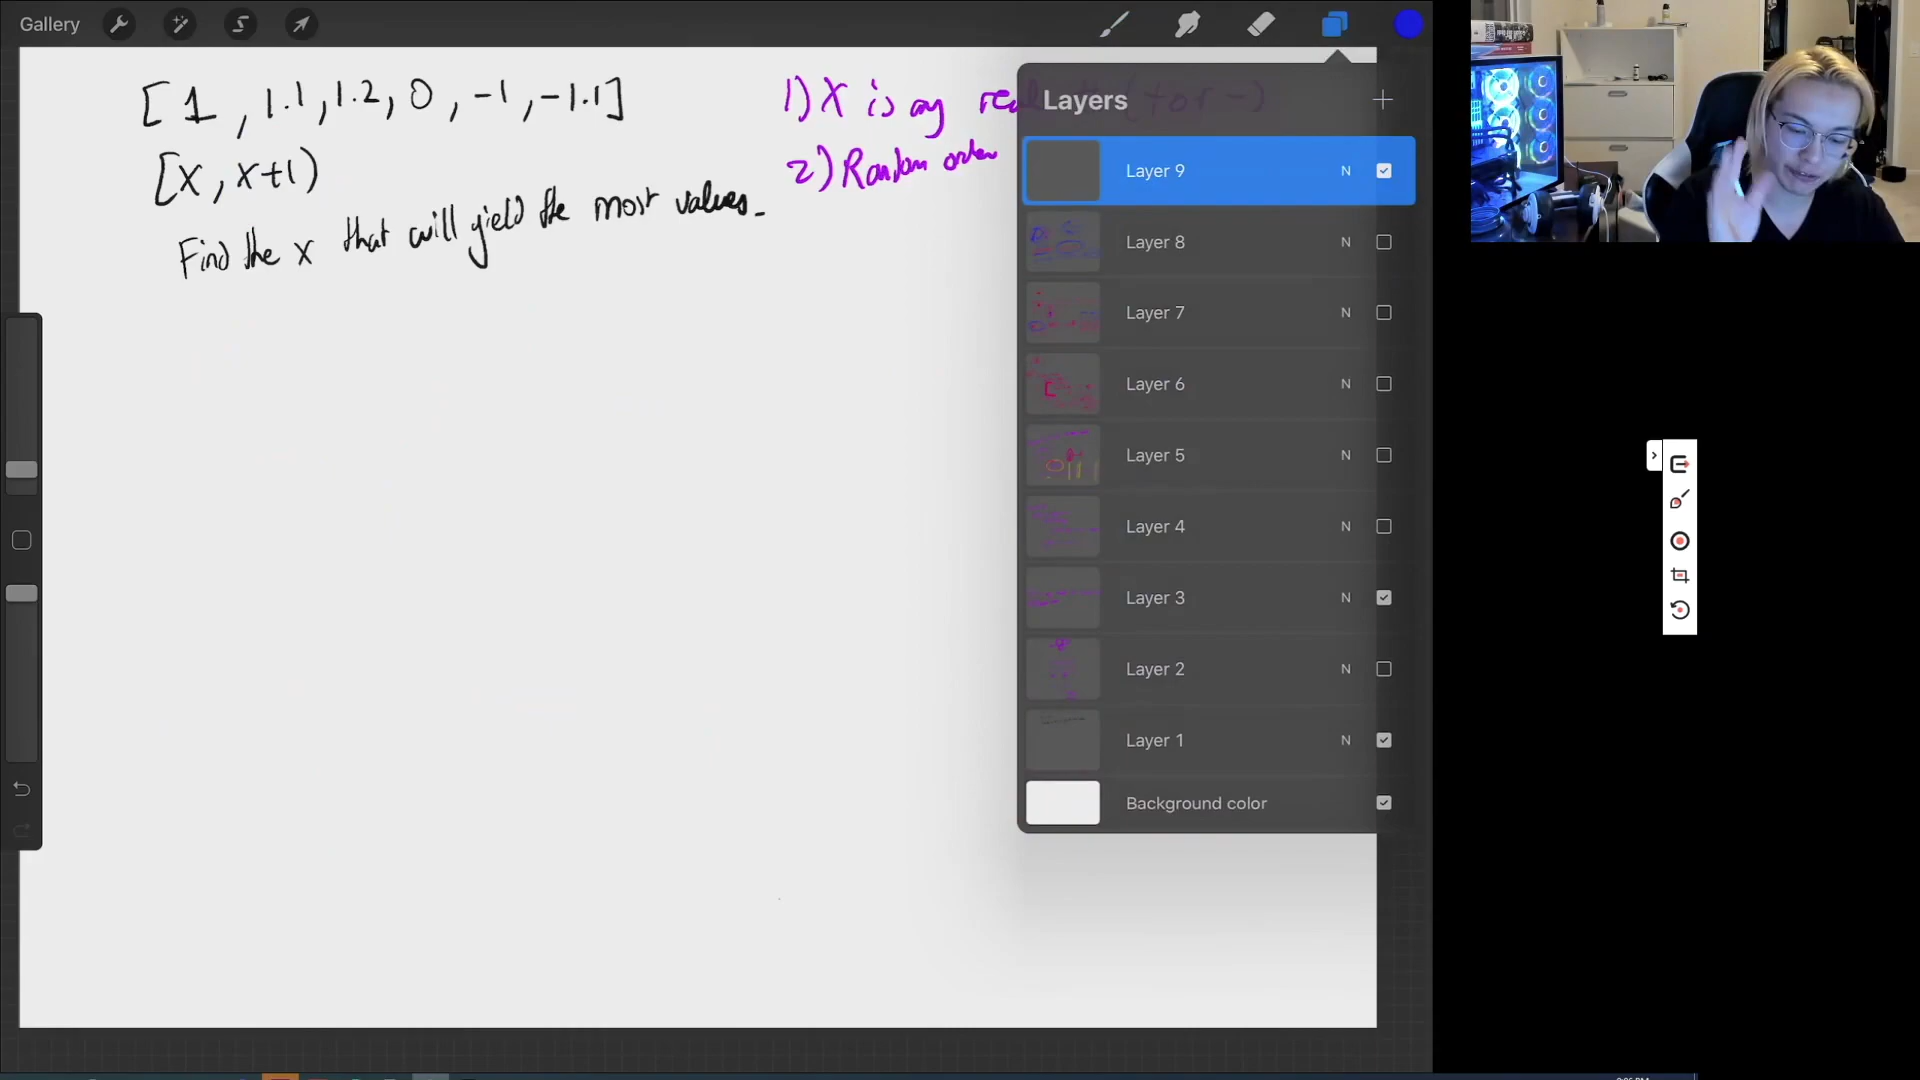 Gallery
[1, 1.1, 1.2, 0, -1, -1.1]
[x, x+1)
Find the x that will yield the most values.
1) X is any real # (+ or -)
2) Random order
Layers
Layer 9 N
Layer 8 N
Layer 7 N
Layer 6 N
Layer 5 N
Layer 4 N
Layer 3 N
Layer 2 N
Layer 1 N
Background color